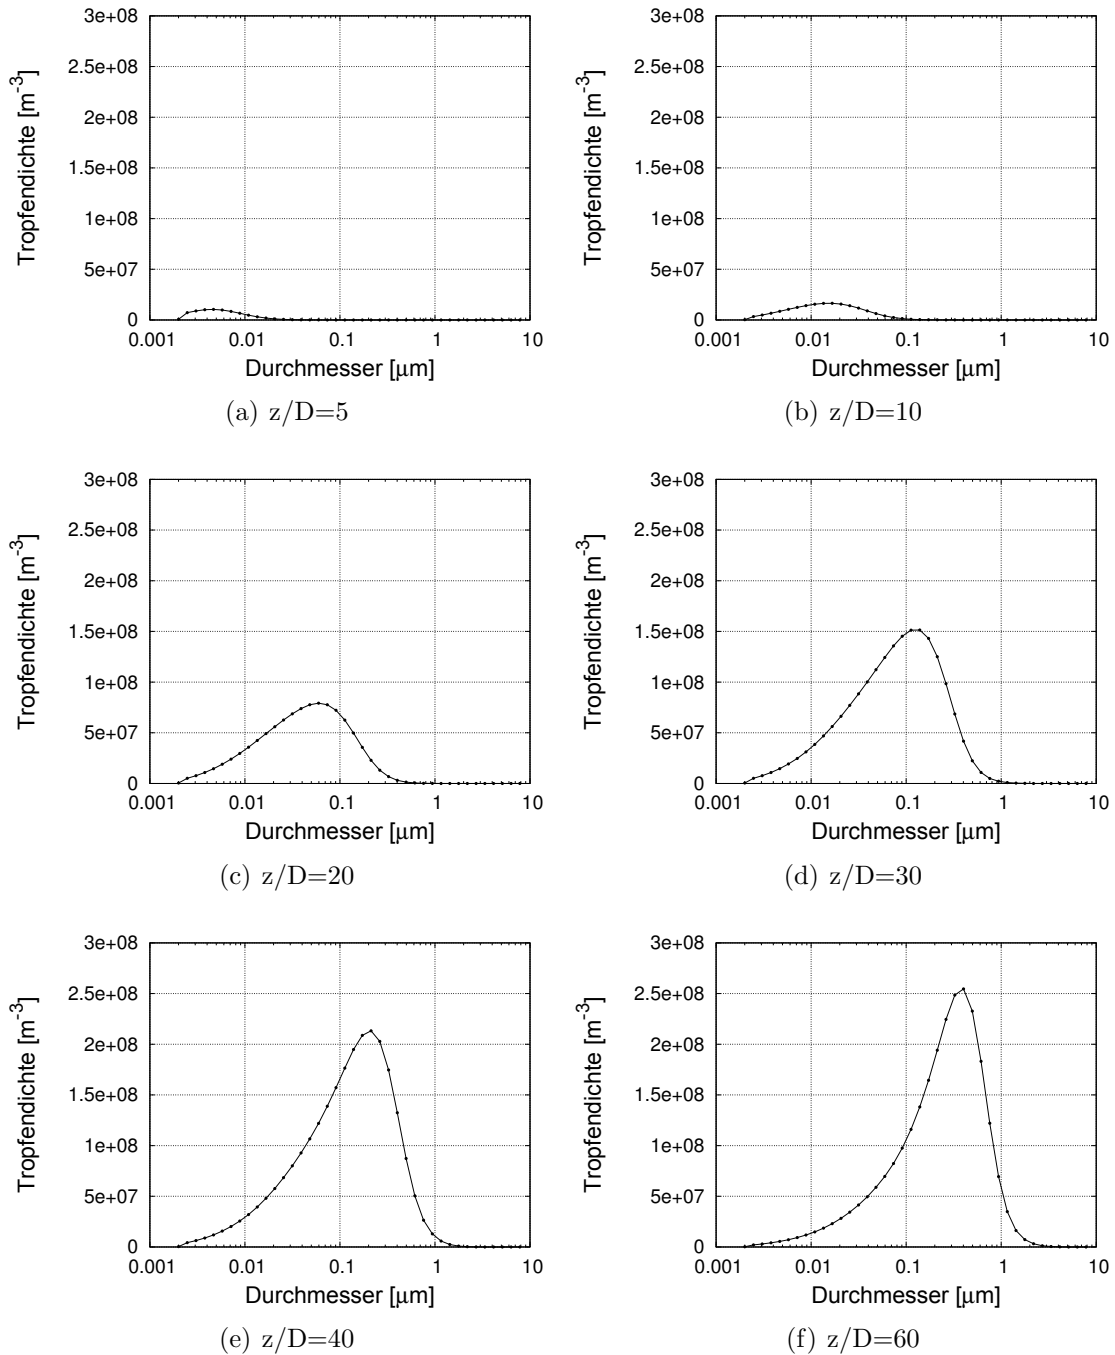 3e+08
2.5e+08
2e+08
1.5e+08
1e+08
5e+07
0
0.001 0.01 0.1 1 10
Tropfendichte [m-3]
Durchmesser [μm]
(a) z/D=5
3e+08
2.5e+08
2e+08
1.5e+08
1e+08
5e+07
0
0.001 0.01 0.1 1 10
Tropfendichte [m-3]
Durchmesser [μm]
(b) z/D=10
3e+08
2.5e+08
2e+08
1.5e+08
1e+08
5e+07
0
0.001 0.01 0.1 1 10
Tropfendichte [m-3]
Durchmesser [μm]
(c) z/D=20
3e+08
2.5e+08
2e+08
1.5e+08
1e+08
5e+07
0
0.001 0.01 0.1 1 10
Tropfendichte [m-3]
Durchmesser [μm]
(d) z/D=30
3e+08
2.5e+08
2e+08
1.5e+08
1e+08
5e+07
0
0.001 0.01 0.1 1 10
Tropfendichte [m-3]
Durchmesser [μm]
(e) z/D=40
3e+08
2.5e+08
2e+08
1.5e+08
1e+08
5e+07
0
0.001 0.01 0.1 1 10
Tropfendichte [m-3]
Durchmesser [μm]
(f) z/D=60